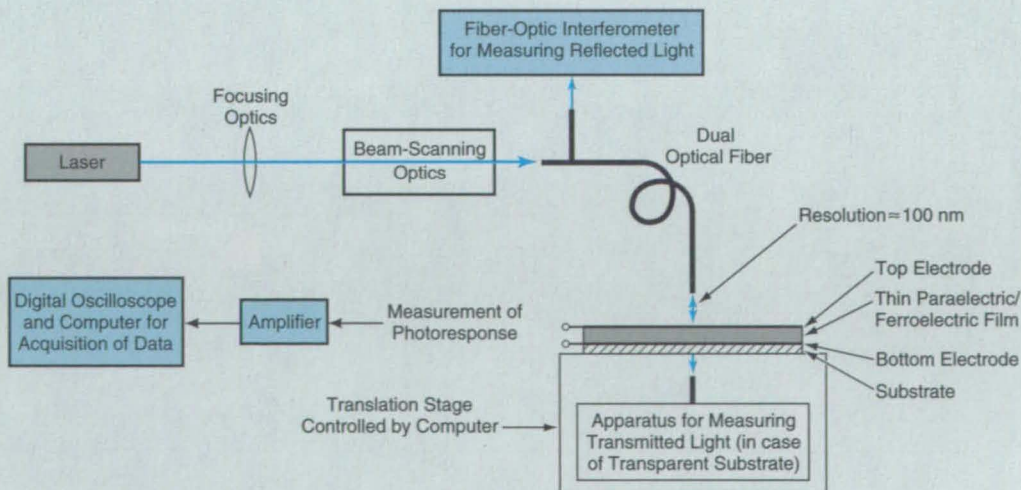 Fiber-Optic Interferometer
for Measuring Reflected Light
Focusing
Optics
Laser
Beam-Scanning
Optics
Dual
Optical Fiber
Resolution≈100 nm
Digital Oscilloscope
and Computer for
Acquisition of Data
Amplifier
Measurement of
Photoresponse
Top Electrode
Thin Paraelectric/
Ferroelectric Film
Bottom Electrode
Substrate
Translation Stage
Controlled by Computer
Apparatus for Measuring
Transmitted Light (in case
of Transparent Substrate)